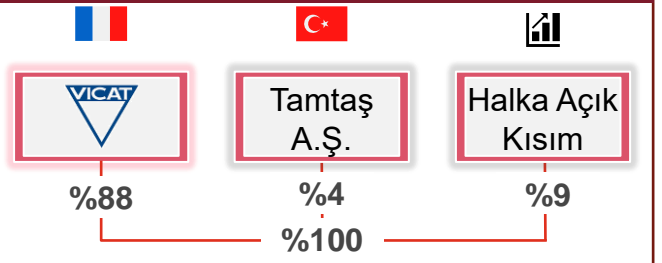 VICAT
Tamtaş
A.Ş.
Halka Açık
Kısım
%88
%4
%9
%100